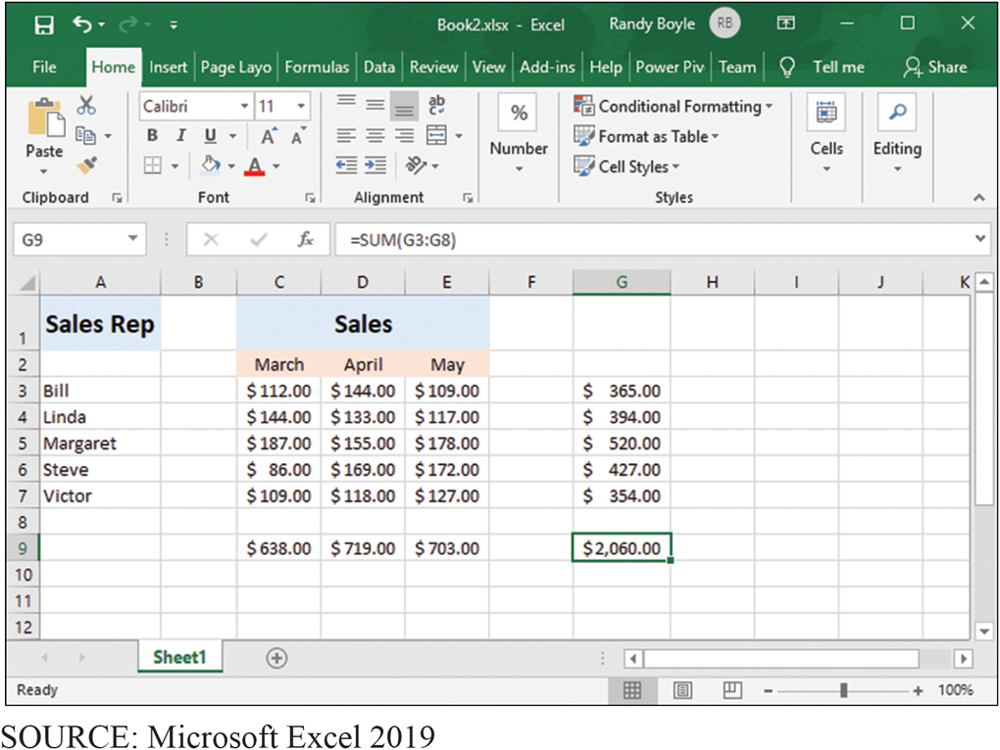 Book2.xlsx - Excel
Randy Boyle RB
File Home Insert Page Layo Formulas Data Review View Add-ins Help Power Piv Team Tell me Share
Calibri 11 ab
c
B I U A A % Conditional Formatting
Paste Number Format as Table Cells Editing
A ab Cell Styles
Clipboard Font Alignment Styles
G9 fx =SUM(G3:G8)
A B C D E F G H I J K
1 Sales Rep Sales
2 March April May
3 Bill $112.00 $144.00 $109.00 $ 365.00
4 Linda $144.00 $133.00 $117.00 $ 394.00
5 Margaret $187.00 $155.00 $178.00 $ 520.00
6 Steve $ 86.00 $169.00 $172.00 $ 427.00
7 Victor $109.00 $118.00 $127.00 $ 354.00
8
9 $638.00 $719.00 $703.00 $2,060.00
10
11
12
Sheet1
Ready 100%
SOURCE: Microsoft Excel 2019